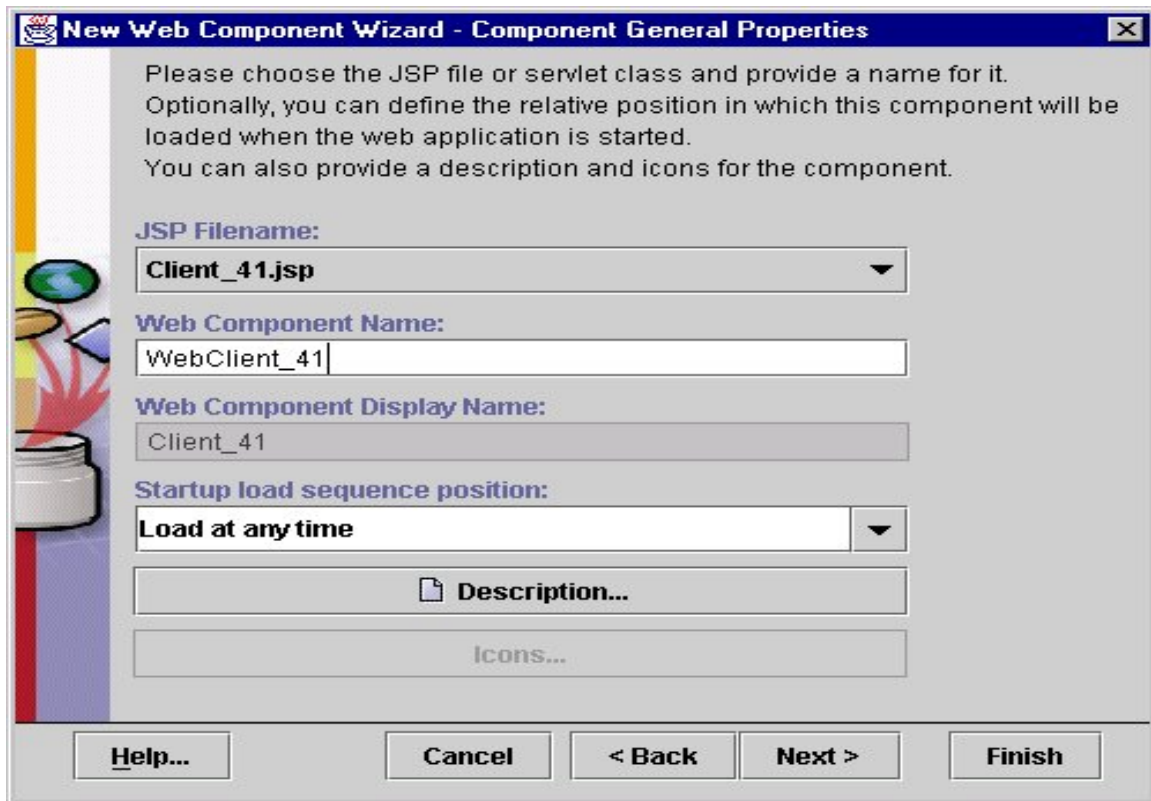 New Web Component Wizard - Component General Properties
Please choose the JSP file or servlet class and provide a name for it.
Optionally, you can define the relative position in which this component will be
loaded when the web application is started.
You can also provide a description and icons for the component.
JSP Filename:
Client_41.jsp
Web Component Name:
WebClient_41
Web Component Display Name:
Client_41
Startup load sequence position:
Load at any time
Description...
Icons...
Help... Cancel < Back Next > Finish